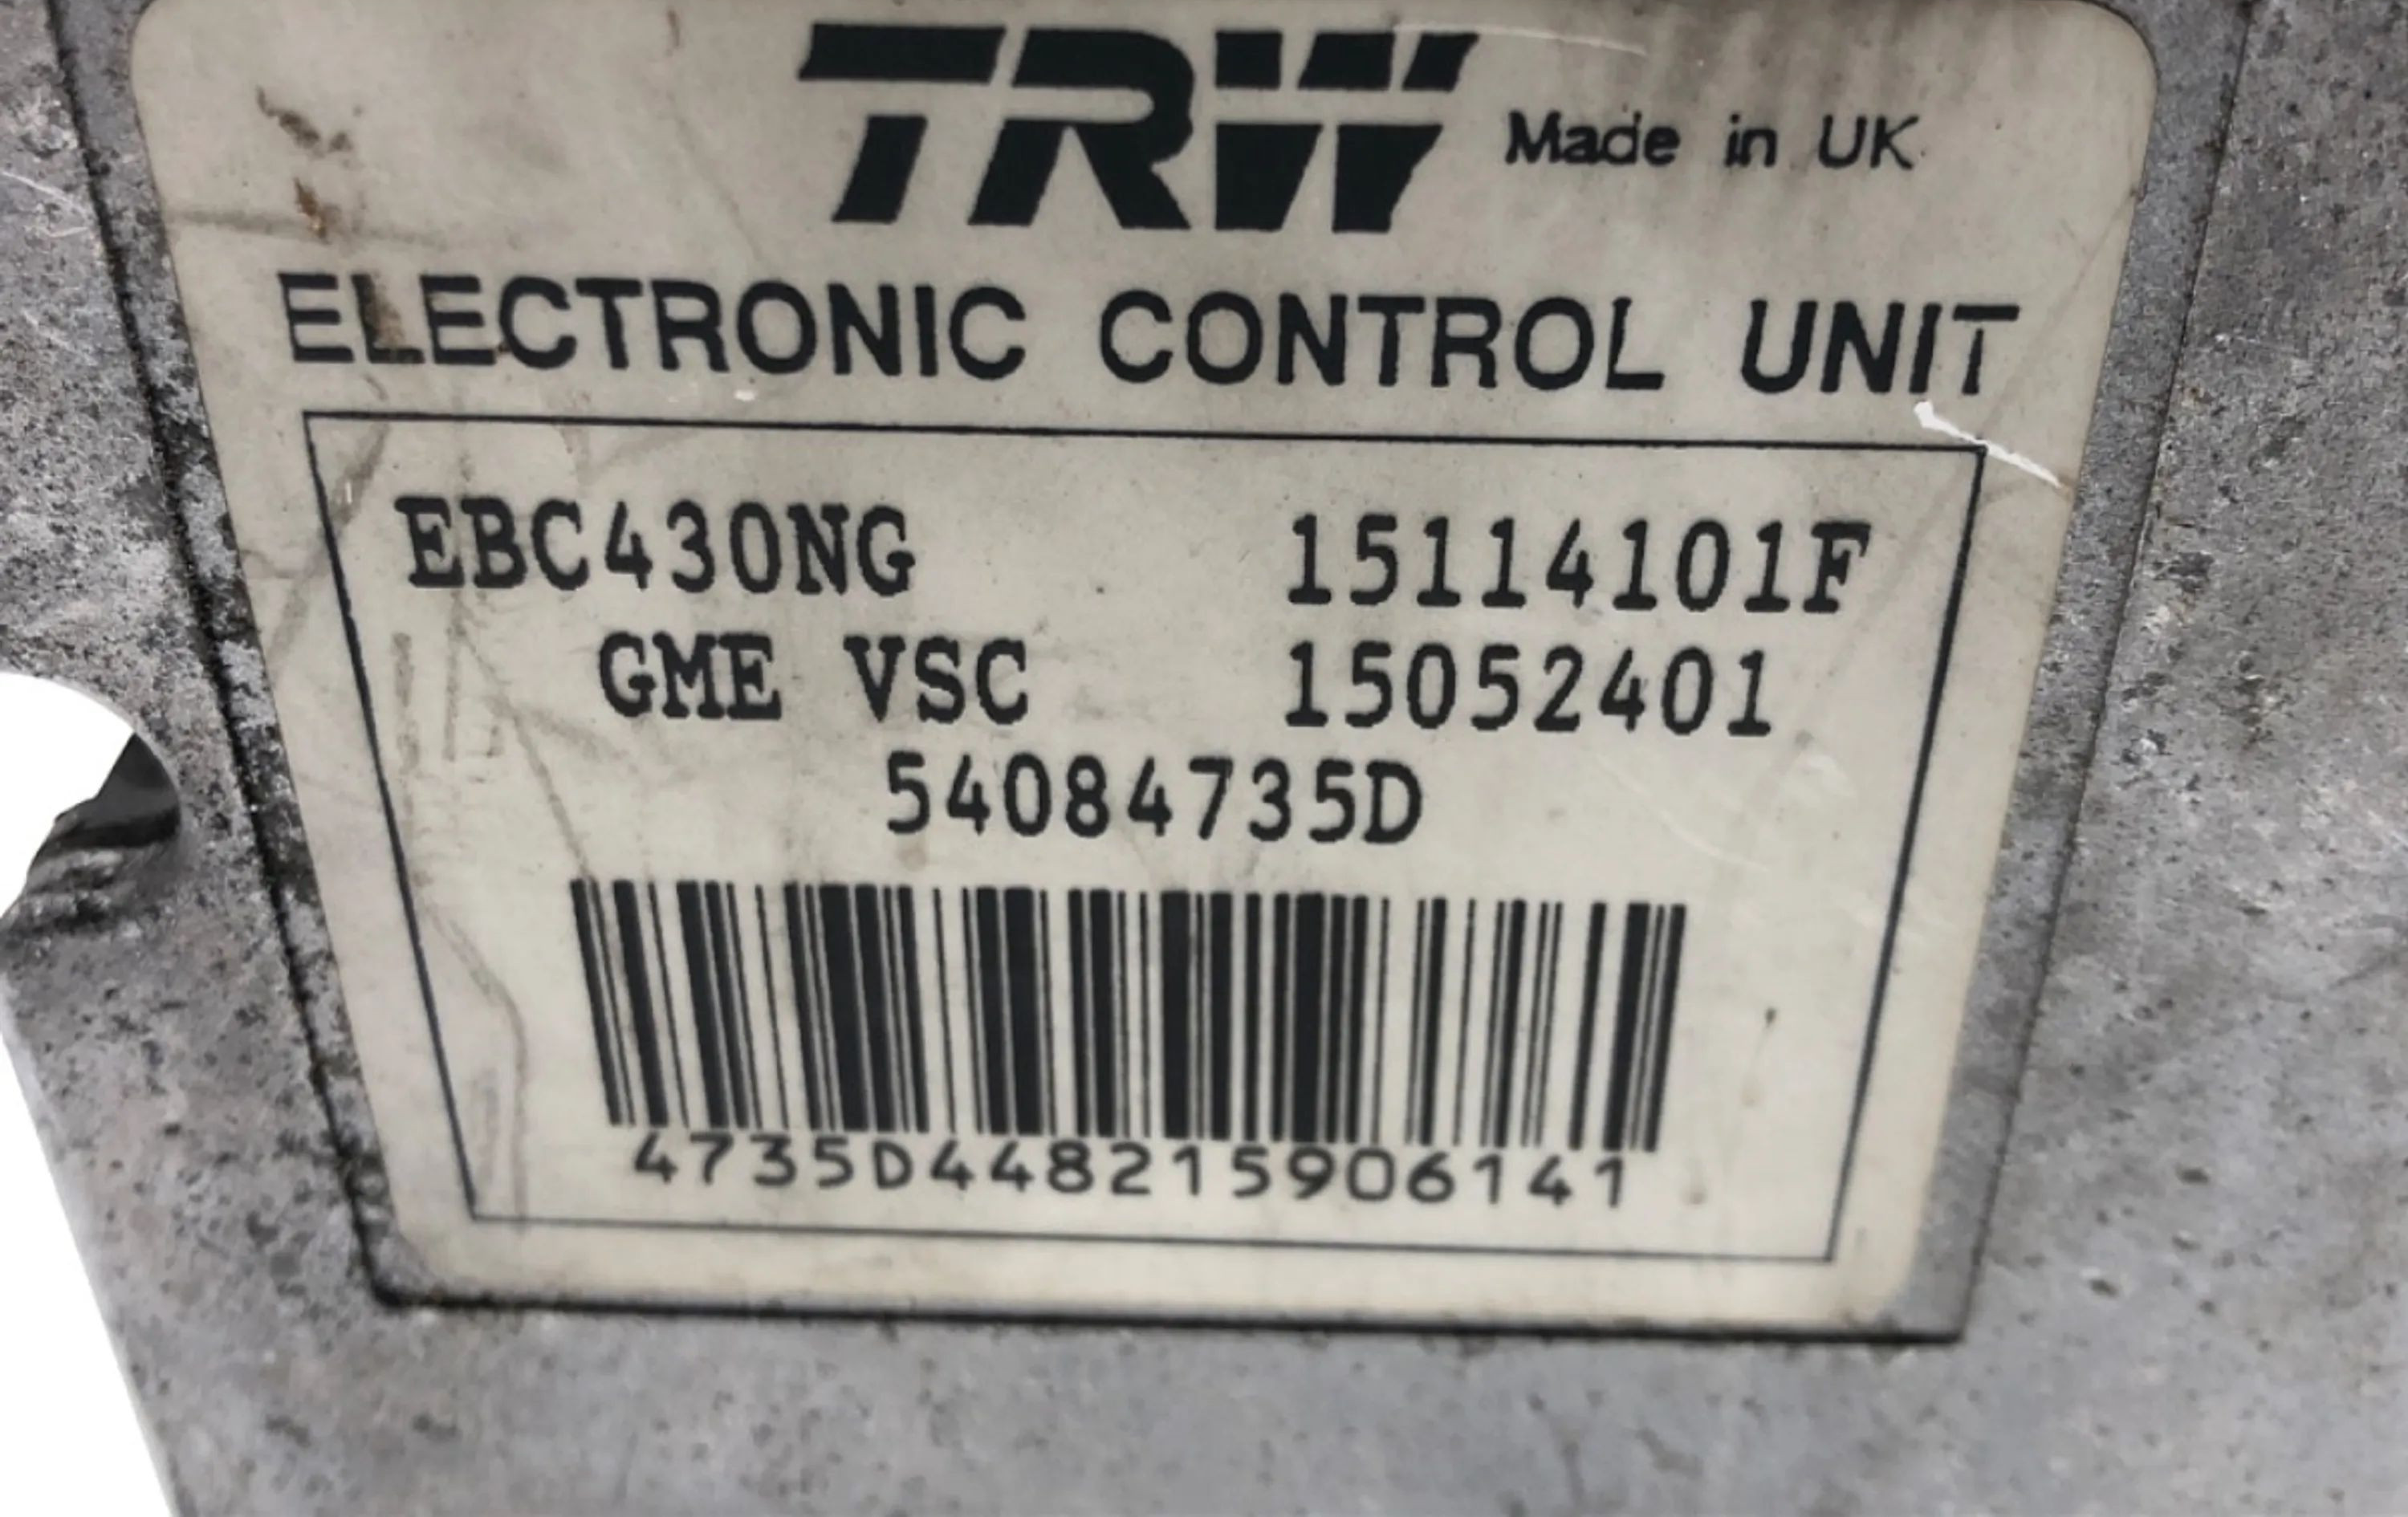 TRW Made in UK
ELECTRONIC CONTROL UNIT
EBC430NG 15114101F
GME VSC 15052401
54084735D
4735D448215906141